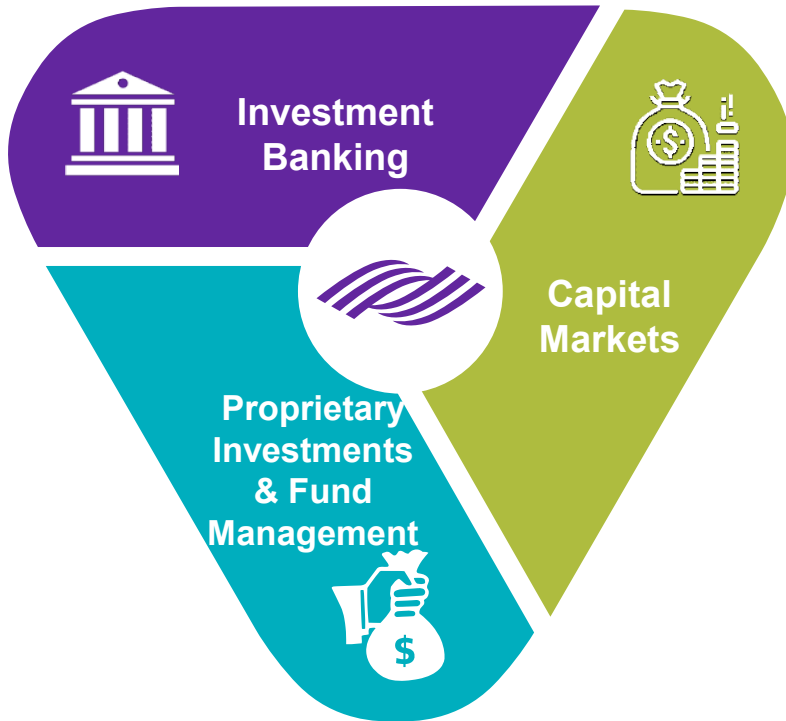 Investment
Banking
Capital
Markets
Proprietary
Investments
& Fund
Management
$
$